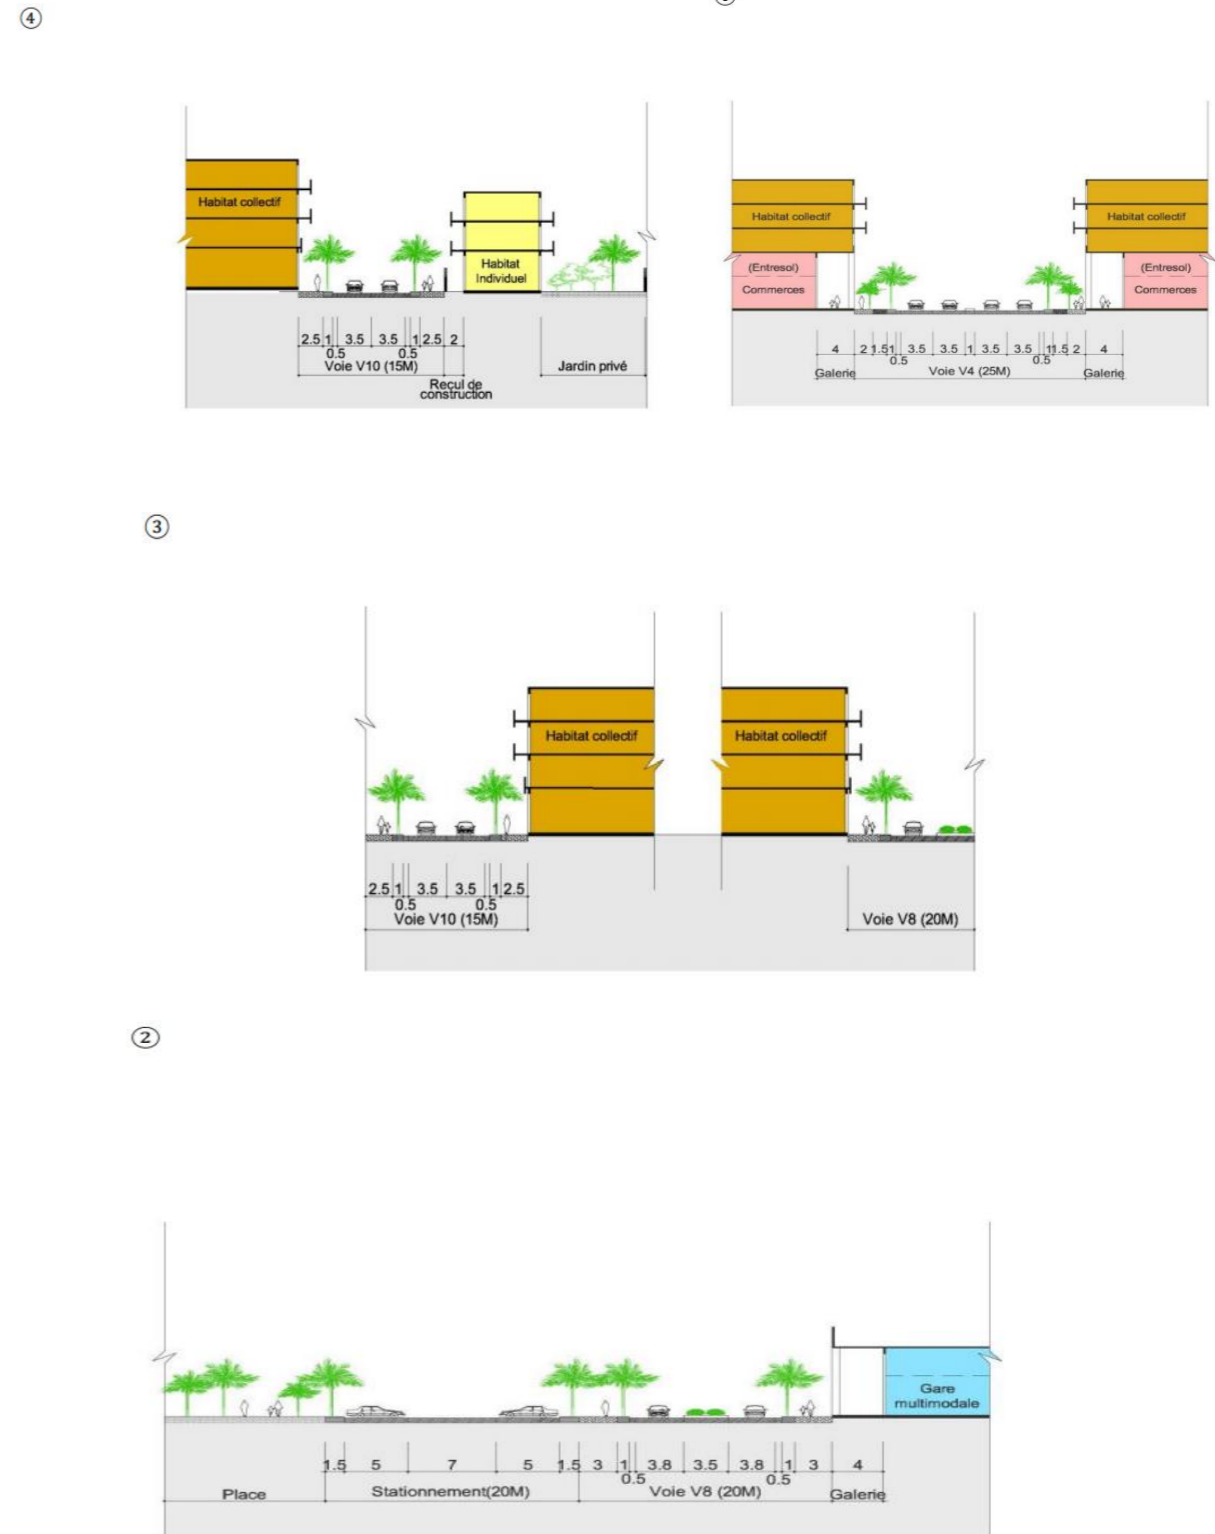 ④
Habitat collectif
Habitat
Individuel
2.5 1 3.5 3.5 1 2.5 2
0.5 0.5
Voie V10 (15M)
Recul de
construction
Jardin privé
Habitat collectif
Habitat collectif
(Entresol)
Commerces
(Entresol)
Commerces
4 2 1.5 1 3.5 3.5 1 3.5 3.5 1 1.5 2 4
0.5 0.5
Galerie Voie V4 (25M) Galerie
③
Habitat collectif
Habitat collectif
2.5 1 3.5 3.5 1 2.5
0.5 0.5
Voie V10 (15M)
Voie V8 (20M)
②
Gare
multimodale
1.5 5 7 5 1.5 3 1 3.8 3.5 3.8 1 3 4
0.5 0.5
Place Stationnement(20M) Voie V8 (20M) Galerie